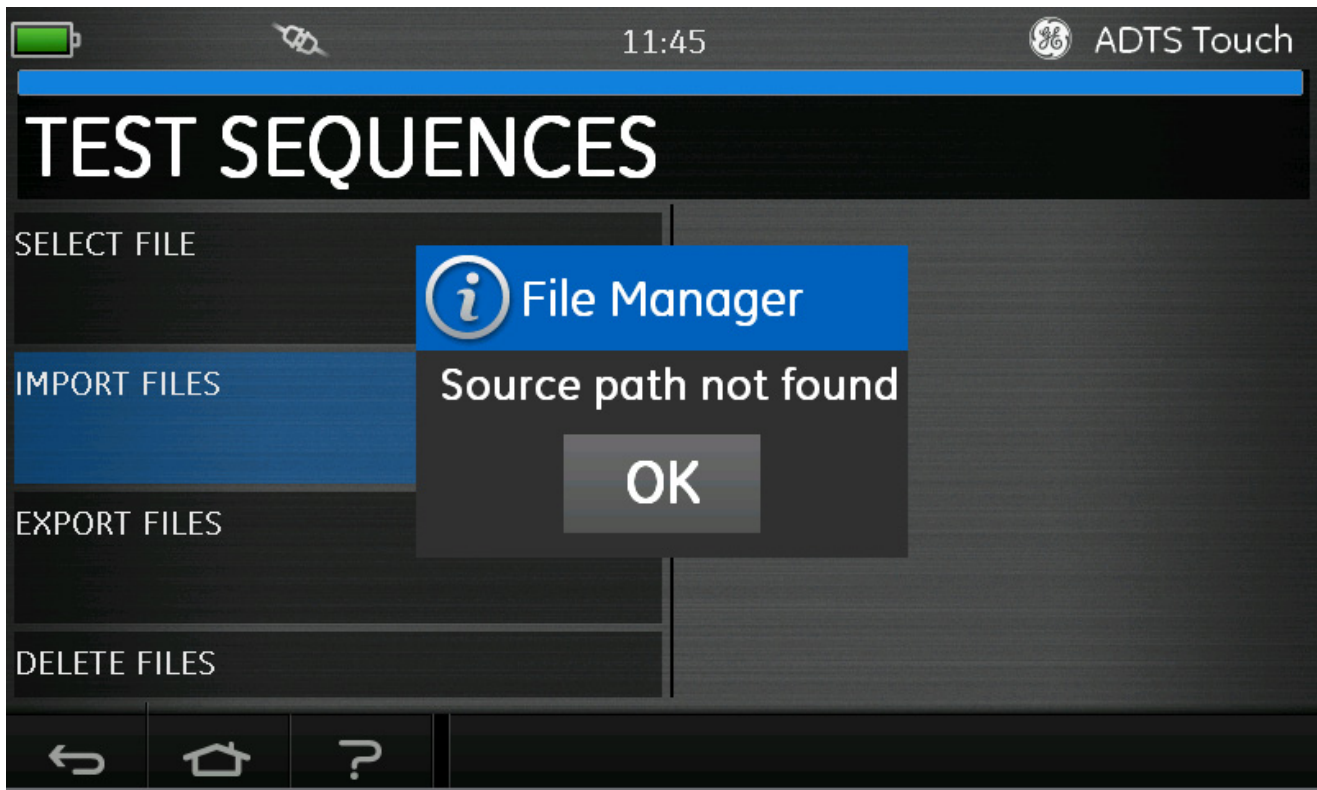 11:45
ADTS Touch
TEST SEQUENCES
SELECT FILE
File Manager
IMPORT FILES
Source path not found
OK
EXPORT FILES
DELETE FILES
?